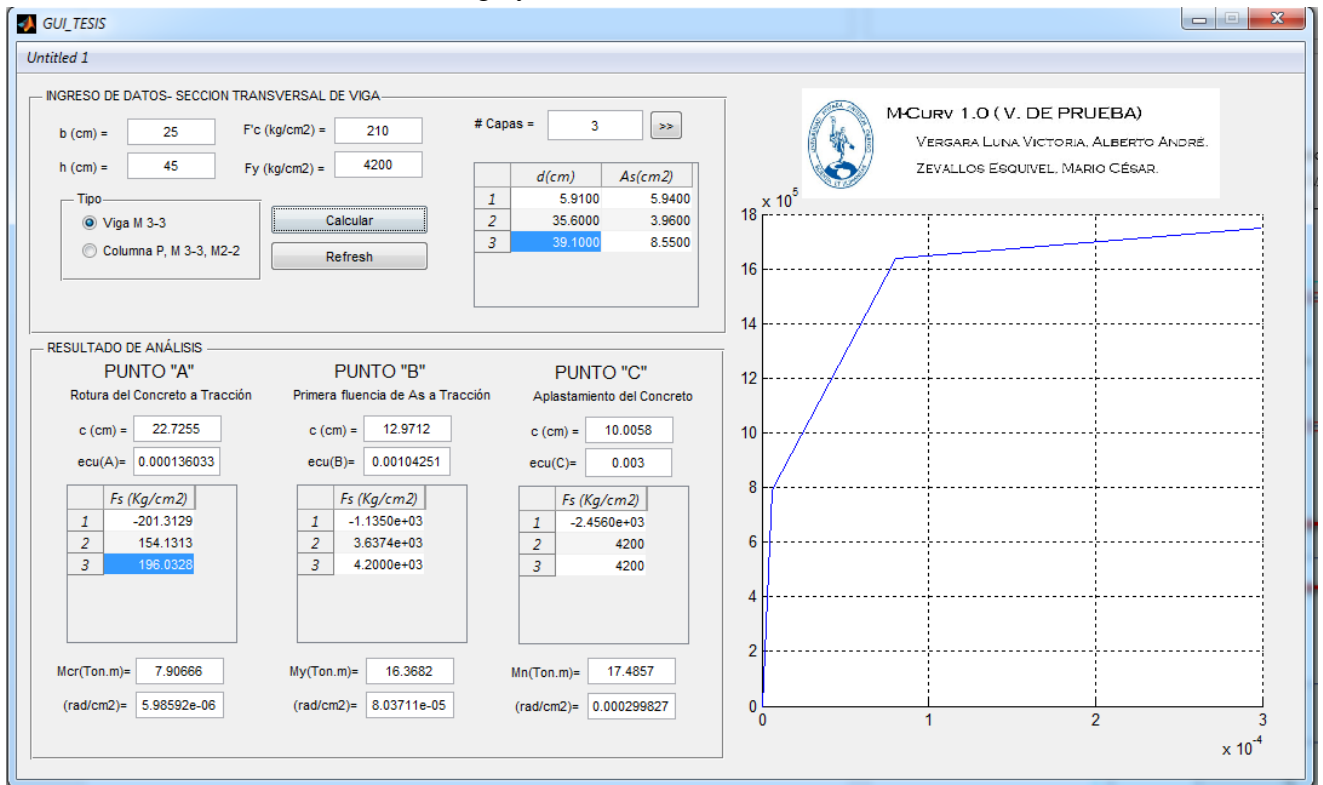 GUI_TESIS
Untitled 1
INGRESO DE DATOS- SECCION TRANSVERSAL DE VIGA
b (cm) = 25 F'c (kg/cm2) = 210
h (cm) = 45 Fy (kg/cm2) = 4200
Tipo
Viga M 3-3
Columna P, M 3-3, M2-2
Calcular
Refresh
# Capas = 3 >>
d(cm) As(cm2)
1 5.9100 5.9400
2 35.6000 3.9600
3 39.1000 8.5500
RESULTADO DE ANÁLISIS
PUNTO "A"
Rotura del Concreto a Tracción
c (cm) = 22.7255
ecu(A)= 0.000136033
Fs (Kg/cm2)
1 -201.3129
2 154.1313
3 196.0328
Mcr(Ton.m)= 7.90666
(rad/cm2)= 5.98592e-06
PUNTO "B"
Primera fluencia de As a Tracción
c (cm) = 12.9712
ecu(B)= 0.00104251
Fs (Kg/cm2)
1 -1.1350e+03
2 3.6374e+03
3 4.2000e+03
My(Ton.m)= 16.3682
(rad/cm2)= 8.03711e-05
PUNTO "C"
Aplastamiento del Concreto
c (cm) = 10.0058
ecu(C)= 0.003
Fs (Kg/cm2)
1 -2.4560e+03
2 4200
3 4200
Mn(Ton.m)= 17.4857
(rad/cm2)= 0.000299827
M-Curv 1.0 ( V. DE PRUEBA)
Vergara Luna Victoria, Alberto André.
Zevallos Esquivel, Mario César.
x 10^5
18
16
14
12
10
8
6
4
2
0
0 1 2 3
x 10^-4